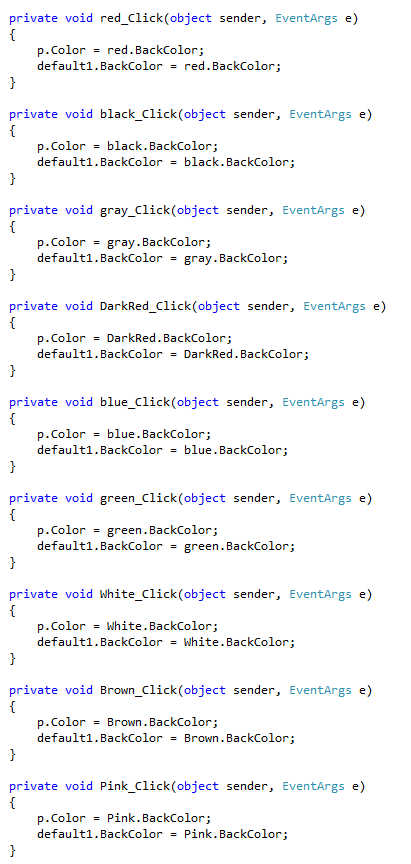 private void red_Click(object sender, EventArgs e)
{
    p.Color = red.BackColor;
    default1.BackColor = red.BackColor;
}

private void black_Click(object sender, EventArgs e)
{
    p.Color = black.BackColor;
    default1.BackColor = black.BackColor;
}

private void gray_Click(object sender, EventArgs e)
{
    p.Color = gray.BackColor;
    default1.BackColor = gray.BackColor;
}

private void DarkRed_Click(object sender, EventArgs e)
{
    p.Color = DarkRed.BackColor;
    default1.BackColor = DarkRed.BackColor;
}

private void blue_Click(object sender, EventArgs e)
{
    p.Color = blue.BackColor;
    default1.BackColor = blue.BackColor;
}

private void green_Click(object sender, EventArgs e)
{
    p.Color = green.BackColor;
    default1.BackColor = green.BackColor;
}

private void White_Click(object sender, EventArgs e)
{
    p.Color = White.BackColor;
    default1.BackColor = White.BackColor;
}

private void Brown_Click(object sender, EventArgs e)
{
    p.Color = Brown.BackColor;
    default1.BackColor = Brown.BackColor;
}

private void Pink_Click(object sender, EventArgs e)
{
    p.Color = Pink.BackColor;
    default1.BackColor = Pink.BackColor;
}